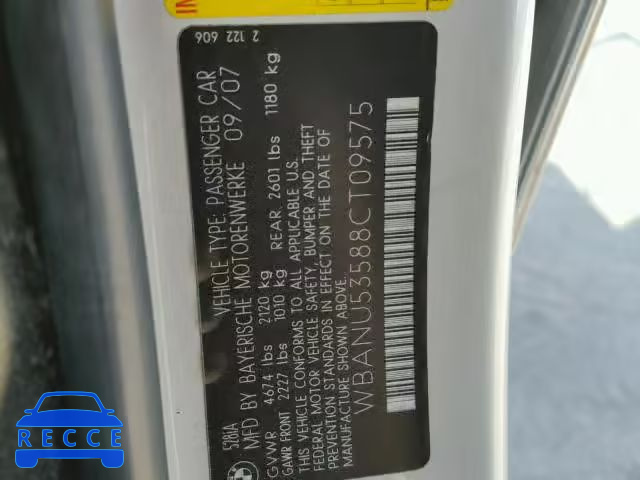 528iA
VEHICLE TYPE: PASSENGER CAR
MFD BY BAYERISCHE MOTORENWERKE 09/07
GVWR 4674 lbs 2120 kg
GAWR FRONT 2227 lbs 1010 kg REAR 2601 lbs 1180 kg
THIS VEHICLE CONFORMS TO ALL APPLICABLE U.S.
FEDERAL MOTOR VEHICLE SAFETY, BUMPER AND THEFT
PREVENTION STANDARDS IN EFFECT ON THE DATE OF
MANUFACTURE SHOWN ABOVE.
WBANU53588CT09575
2 122 606
RECCE